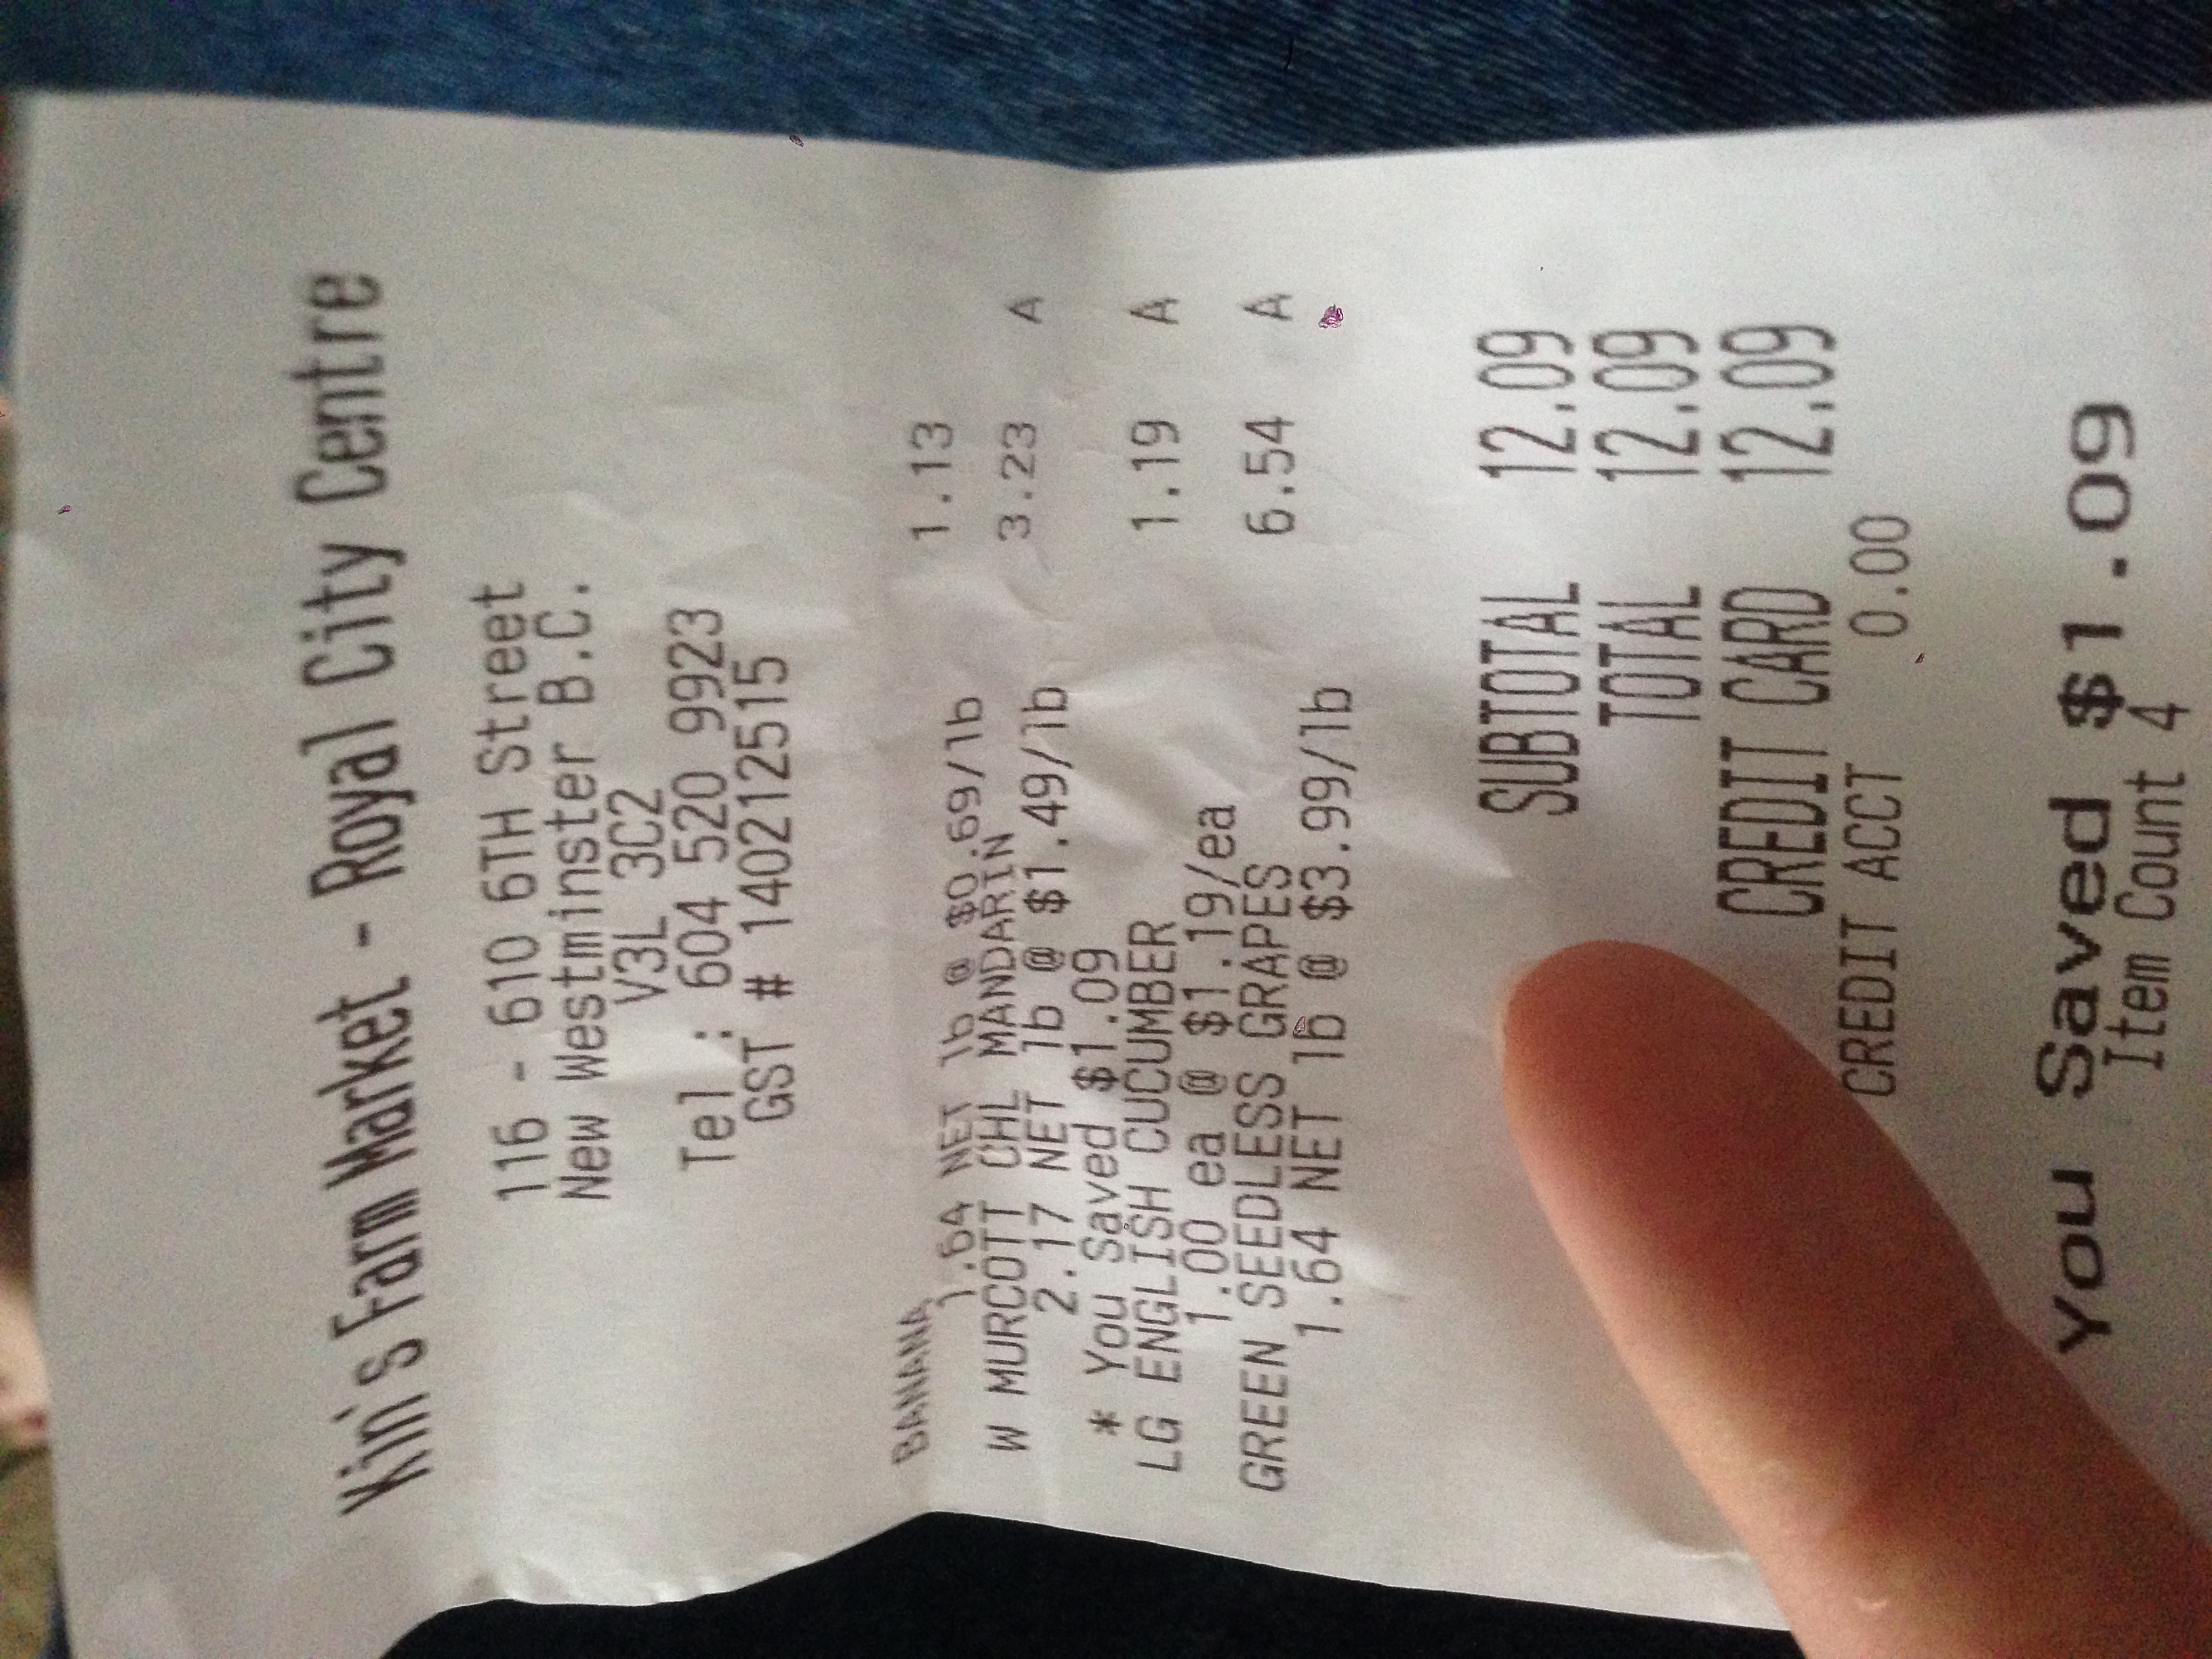 Kin's Farm Market - Royal City Centre
116 - 610 6TH Street
New Westminster B.C.
V3L 3C2
Tel : 604 520 9923
GST # 140212515
BANANA 1.13
1.64 NET lb @ $0.69/lb
W MURCOTT CHL MANDARIN 3.23 A
2.17 NET lb @ $1.49/lb
* You Saved $1.09
LG ENGLISH CUCUMBER 1.19 A
1.00 ea @ $1.19/ea
GREEN SEEDLESS GRAPES 6.54 A
1.64 NET lb @ $3.99/lb
SUBTOTAL 12.09
TOTAL 12.09
CREDIT CARD 12.09
CREDIT ACCT 0.00
You Saved $1.09
Item Count 4